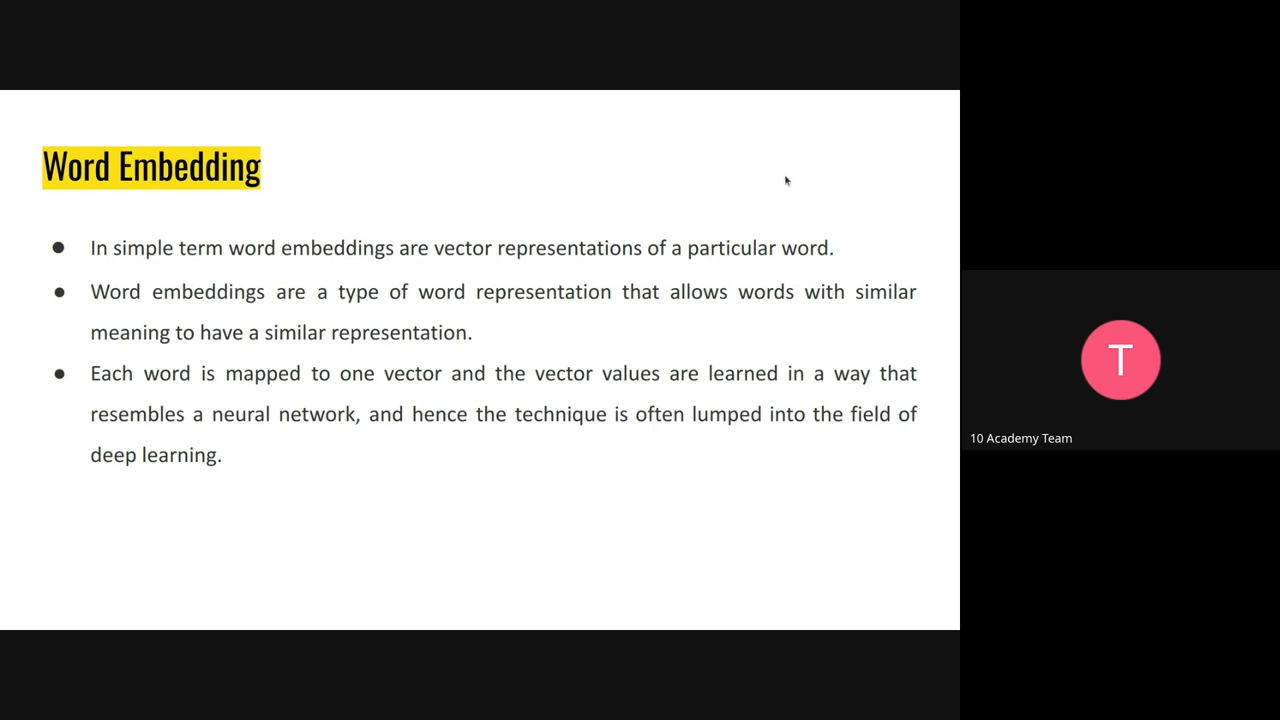 Word Embedding
● In simple term word embeddings are vector representations of a particular word.
● Word embeddings are a type of word representation that allows words with similar
meaning to have a similar representation.
● Each word is mapped to one vector and the vector values are learned in a way that
resembles a neural network, and hence the technique is often lumped into the field of
deep learning.
T
10 Academy Team